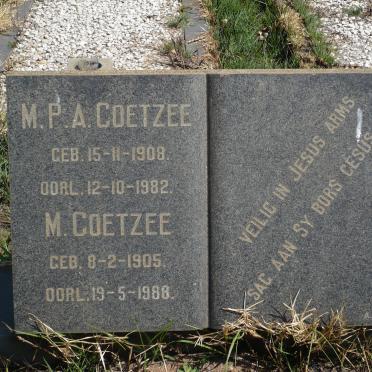 M.P.A. COETZEE
GEB. 15-11-1908.
OORL. 12-10-1982.
M. COETZEE
GEB. 8-2-1905.
OORL. 19-5-1988.
VEILIG IN JESUS ARMS
SAG AAN SY BORS GESUS